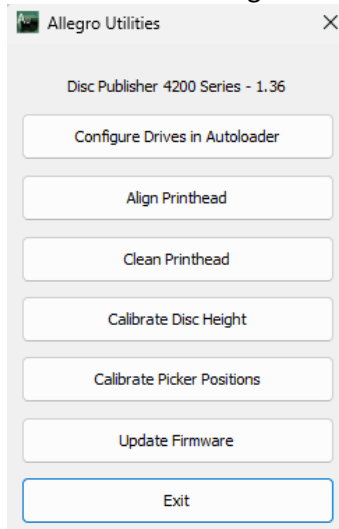 Allegro Utilities
Disc Publisher 4200 Series - 1.36
Configure Drives in Autoloader
Align Printhead
Clean Printhead
Calibrate Disc Height
Calibrate Picker Positions
Update Firmware
Exit